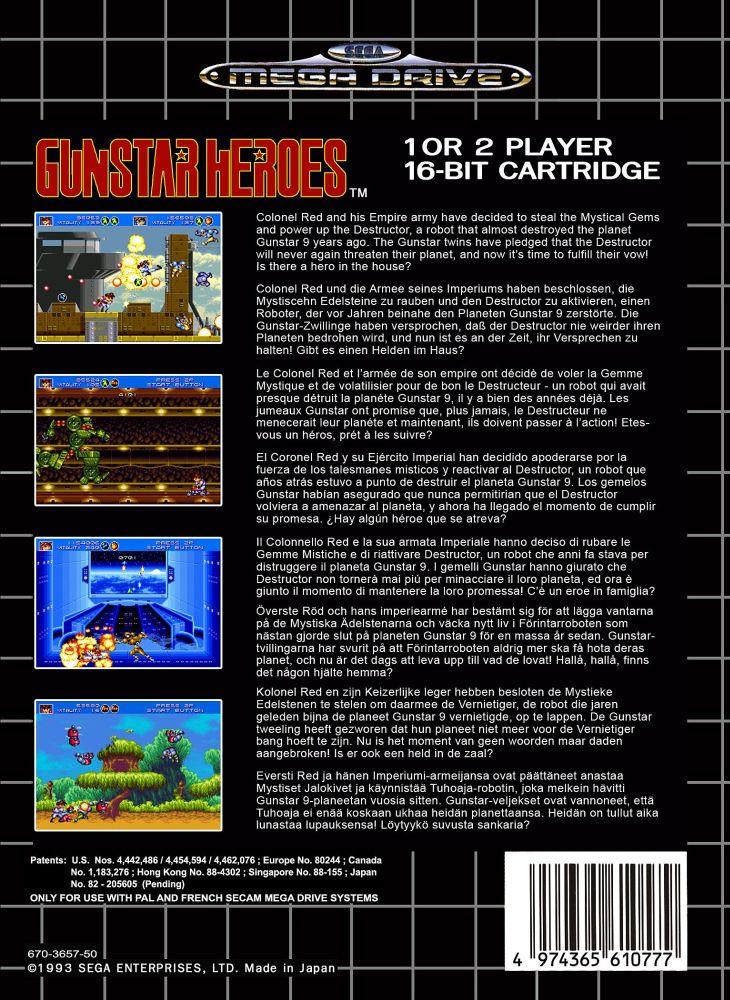 SEGA
MEGA DRIVE
GUNSTAR HEROES™
1 OR 2 PLAYER
16-BIT CARTRIDGE
Colonel Red and his Empire army have decided to steal the Mystical Gems
and power up the Destructor, a robot that almost destroyed the planet
Gunstar 9 years ago. The Gunstar twins have pledged that the Destructor
will never again threaten their planet, and now it's time to fulfill their vow!
Is there a hero in the house?
Colonel Red und die Armee seines Imperiums haben beschlossen, die
Mystiscehn Edelsteine zu rauben und den Destructor zu aktivieren, einen
Roboter, der vor Jahren beinahe den Planeten Gunstar 9 zerstörte. Die
Gunstar-Zwillinge haben versprochen, daß der Destructor nie weirder ihren
Planeten bedrohen wird, und nun ist es an der Zeit, ihr Versprechen zu
halten! Gibt es einen Helden im Haus?
Le Colonel Red et l'armée de son empire ont décidé de voler la Gemme
Mystique et de volatilisier pour de bon le Destructeur - un robot qui avait
presque détruit la planéte Gunstar 9, il y a bien des années déjà. Les
jumeaux Gunstar ont promise que, plus jamais, le Destructeur ne
menecerait leur planéte et maintenant, ils doivent passer à l'action! Etes-
vous un héros, prét à les suivre?
El Coronel Red y su Ejército Imperial han decidido apoderarse por la
fuerza de los talesmanes misticos y reactivar al Destructor, un robot que
años atrás estuvo a punto de destruir el planeta Gunstar 9. Los gemelos
Gunstar habían asegurado que nunca permitirian que el Destructor
volviera a amenazar al planeta, y ahora ha llegado el momento de cumplir
su promesa. ¿Hay algún héroe que se atreva?
Il Colonnello Red e la sua armata Imperiale hanno deciso di rubare le
Gemme Mistiche e di riattivare Destructor, un robot che anni fa stava per
distruggere il planeta Gunstar 9. I gemelli Gunstar hanno giurato che
Destructor non tornerà mai piú per minacciare il loro planeta, ed ora è
giunto il momento di mantenere la loro promessa! C'è un eroe in famiglia?
Överste Röd och hans imperiearmé har bestämt sig för att lägga vantarna
på de Mystiska Ädelstenarna och väcka nytt liv i Förintarroboten som
nästan gjorde slut på planeten Gunstar 9 för en massa år sedan. Gunstar-
tvillingarna har svurit på att Förintarroboten aldrig mer ska få hota deras
planet, och nu är det dags att leva upp till vad de lovat! Hallå, hallå, finns
det någon hjälte hemma?
Kolonel Red en zijn Keizerlijke leger hebben besloten de Mystieke
Edelstenen te stelen om daarmee de Vernietiger, de robot die jaren
geleden bijna de planeet Gunstar 9 vernietigde, op te lappen. De Gunstar
tweeling heeft gezworen dat hun planeet niet meer voor de Vernietiger
bang hoeft te zijn. Nu is het moment van geen woorden maar daden
aangebroken! Is er ook een held in de zaal?
Eversti Red ja hänen Imperiumi-armeijansa ovat päättäneet anastaa
Mystiset Jalokivet ja käynnistää Tuhoaja-robotin, joka melkein hävitti
Gunstar 9-planeetan vuosia sitten. Gunstar-veljekset ovat vannoneet, että
Tuhoaja ei enää koskaan ukhaa heidän planettaansa. Heidän on tullut aika
lunastaa lupauksensa! Löytyykö suvusta sankaria?
VITALITY
VITALITY
VITALITY
PRESS 2P
START BUTTON
VITALITY
PRESS 2P
START BUTTON
VITALITY
PRESS 2P
START BUTTON
Patents: U.S. Nos. 4,442,486 / 4,454,594 / 4,462,076 ; Europe No. 80244 ; Canada
No. 1,183,276 ; Hong Kong No. 88-4302 ; Singapore No. 88-155 ; Japan
No. 82 - 205605 (Pending)
ONLY FOR USE WITH PAL AND FRENCH SECAM MEGA DRIVE SYSTEMS
670-3657-50
©1993 SEGA ENTERPRISES, LTD. Made in Japan
4 974365 610777